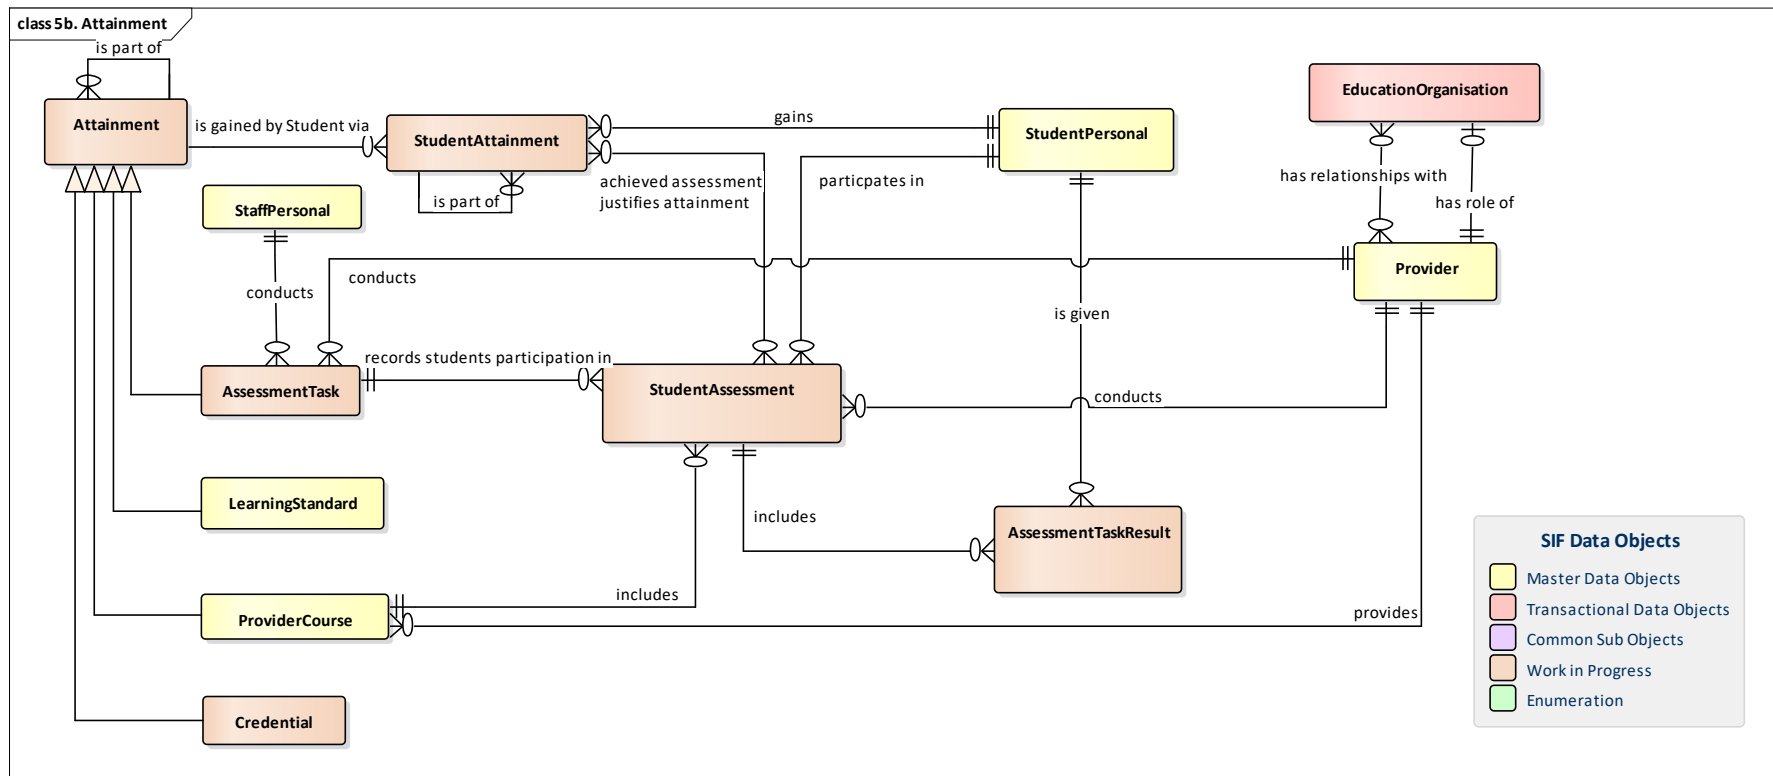 class 5b. Attainment
is part of
Attainment
is gained by Student via
StudentAttainment
is part of
gains
StudentPersonal
EducationOrganisation
achieved assessment
justifies attainment
particpates in
has relationships with
has role of
StaffPersonal
conducts
conducts
Provider
is given
AssessmentTask
records students participation in
StudentAssessment
conducts
LearningStandard
includes
AssessmentTaskResult
ProviderCourse
includes
provides
Credential
SIF Data Objects
Master Data Objects
Transactional Data Objects
Common Sub Objects
Work in Progress
Enumeration